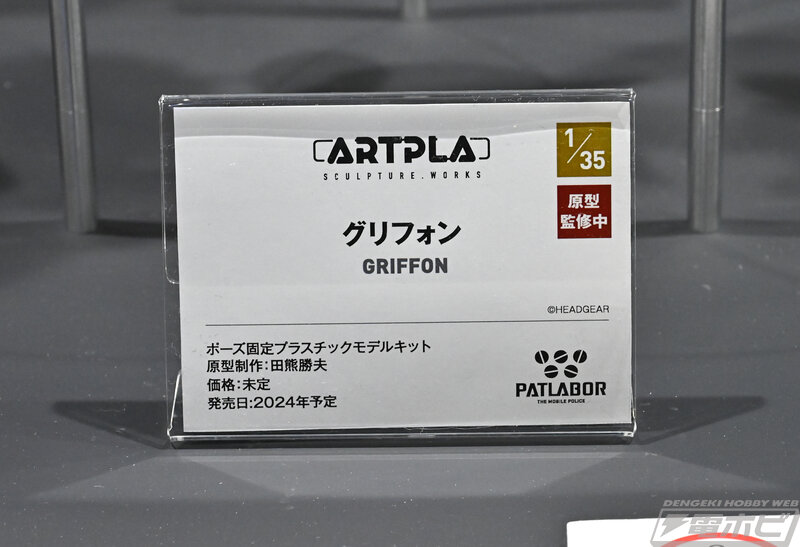 ARTPLA
SCULPTURE.WORKS
1/35
原型
監修中
グリフォン
GRIFFON
©HEADGEAR
ポーズ固定プラスチックモデルキット
原型制作:田熊勝夫
価格:未定
発売日:2024年予定
PATLABOR
THE MOBILE POLICE
DENGEKI HOBBY WEB
電ホビ